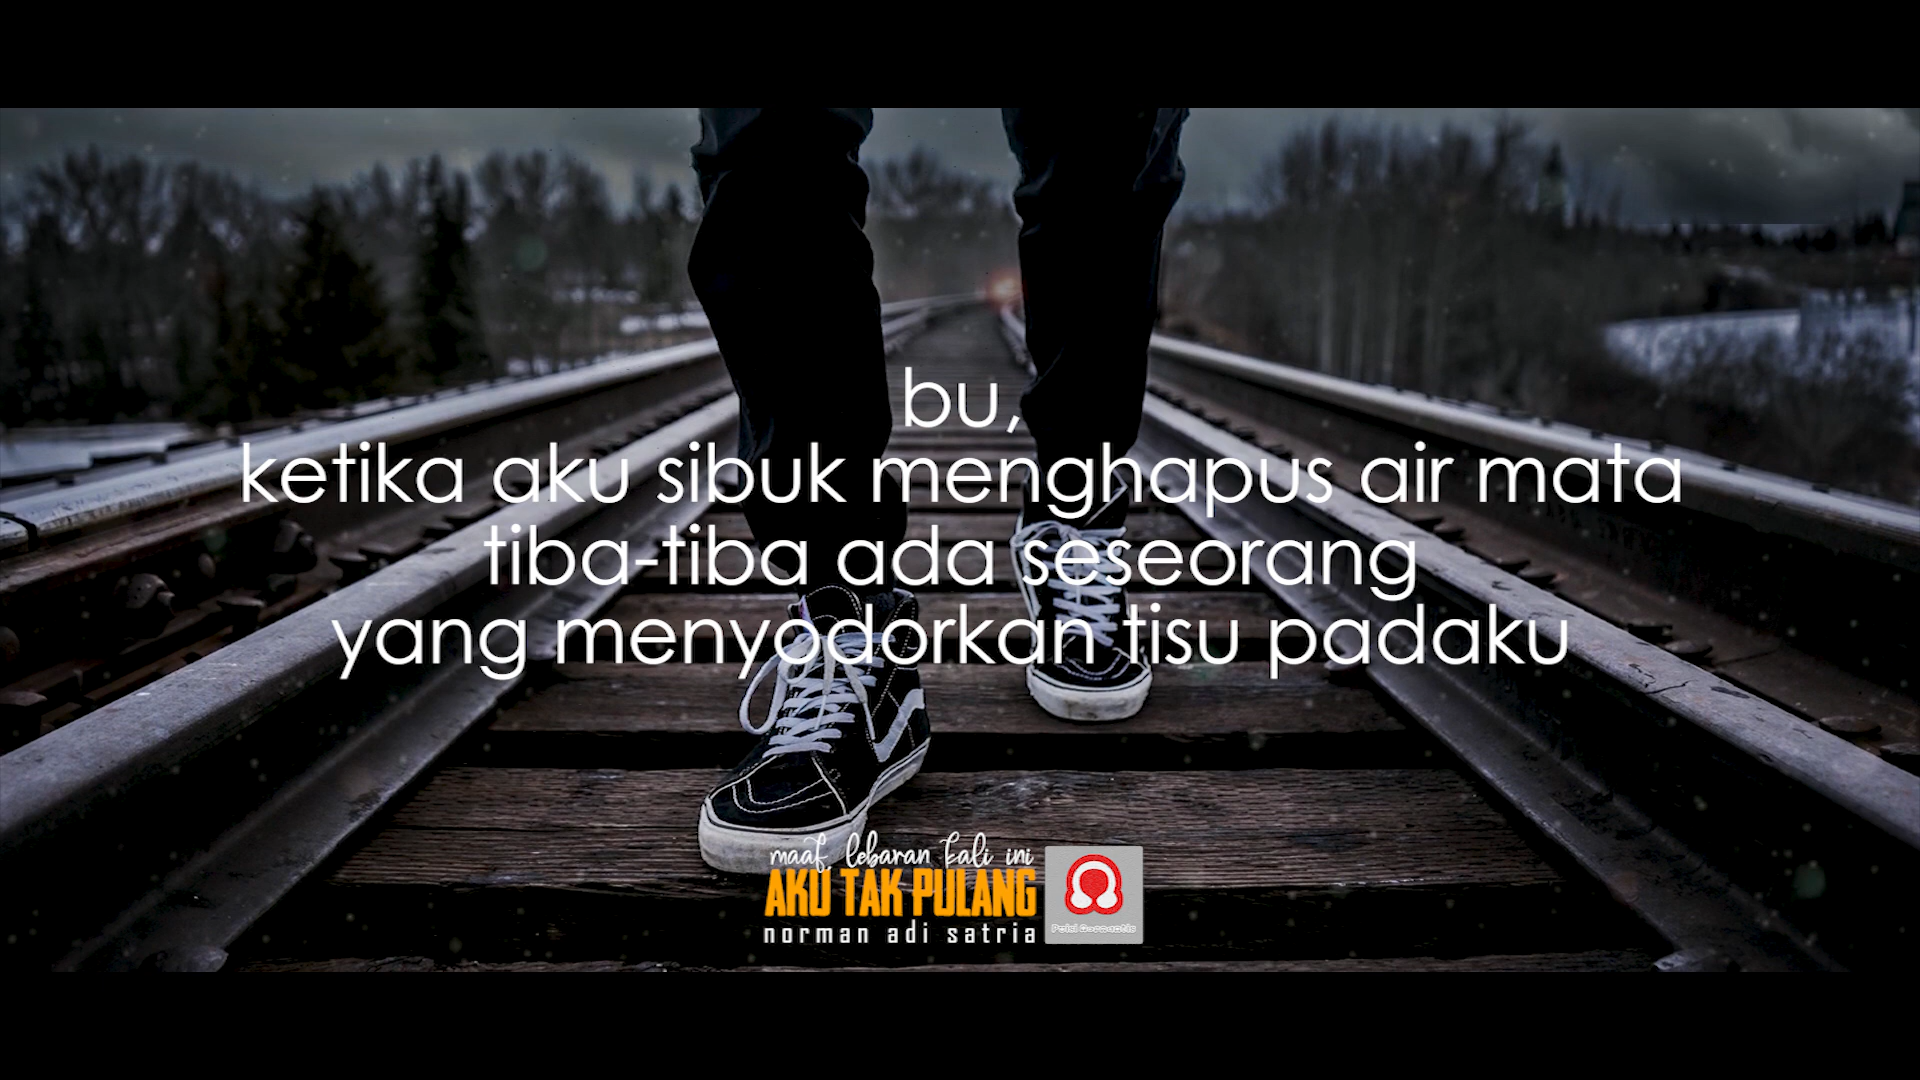 bu,
ketika aku sibuk menghapus air mata
tiba-tiba ada seseorang
yang menyodorkan tisu padaku
maaf, lebaran kali ini
AKU TAK PULANG
norman adi satria